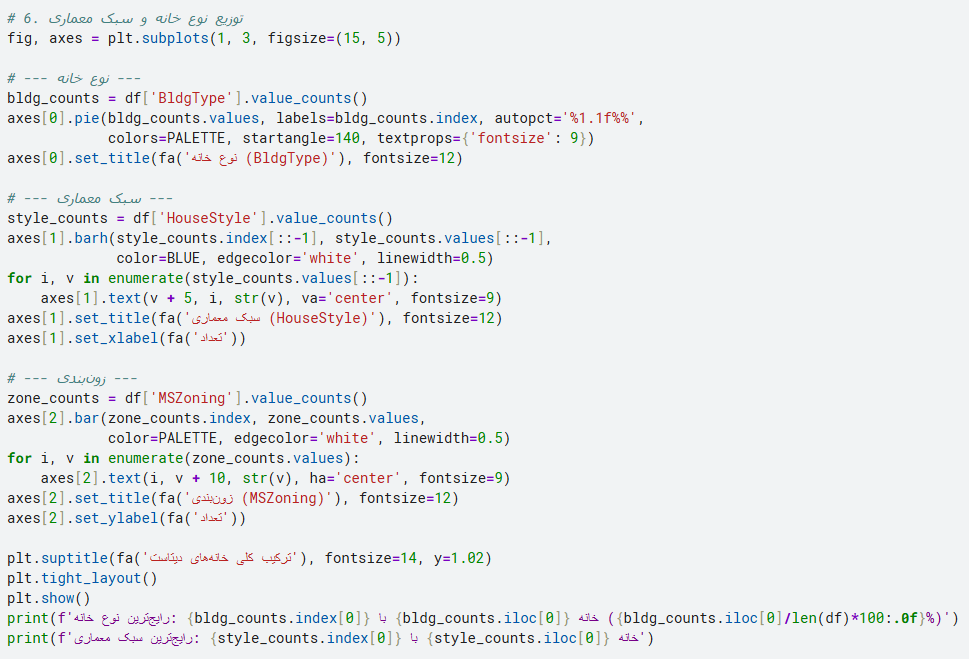 # 6. توزیع نوع خانه و سبک معماری
fig, axes = plt.subplots(1, 3, figsize=(15, 5))
# --- نوع خانه ---
bldg_counts = df['BldgType'].value_counts()
axes[0].pie(bldg_counts.values, labels=bldg_counts.index, autopct='%1.1f%%',
            colors=PALETTE, startangle=140, textprops={'fontsize': 9})
axes[0].set_title(fa('نوع خانه (BldgType)'), fontsize=12)
# --- سبک معماری ---
style_counts = df['HouseStyle'].value_counts()
axes[1].barh(style_counts.index[::-1], style_counts.values[::-1],
             color=BLUE, edgecolor='white', linewidth=0.5)
for i, v in enumerate(style_counts.values[::-1]):
    axes[1].text(v + 5, i, str(v), va='center', fontsize=9)
axes[1].set_title(fa('سبک معماری (HouseStyle)'), fontsize=12)
axes[1].set_xlabel(fa('تعداد'))
# --- زون‌بندی ---
zone_counts = df['MSZoning'].value_counts()
axes[2].bar(zone_counts.index, zone_counts.values,
            color=PALETTE, edgecolor='white', linewidth=0.5)
for i, v in enumerate(zone_counts.values):
    axes[2].text(i, v + 10, str(v), ha='center', fontsize=9)
axes[2].set_title(fa('زون‌بندی (MSZoning)'), fontsize=12)
axes[2].set_ylabel(fa('تعداد'))
plt.suptitle(fa('ترکیب کلی خانه‌های دیتاست'), fontsize=14, y=1.02)
plt.tight_layout()
plt.show()
print(f'رایج‌ترین نوع خانه: {bldg_counts.index[0]} با {bldg_counts.iloc[0]} خانه ({bldg_counts.iloc[0]/len(df)*100:.0f}%)')
print(f'رایج‌ترین سبک معماری: {style_counts.index[0]} با {style_counts.iloc[0]} خانه')